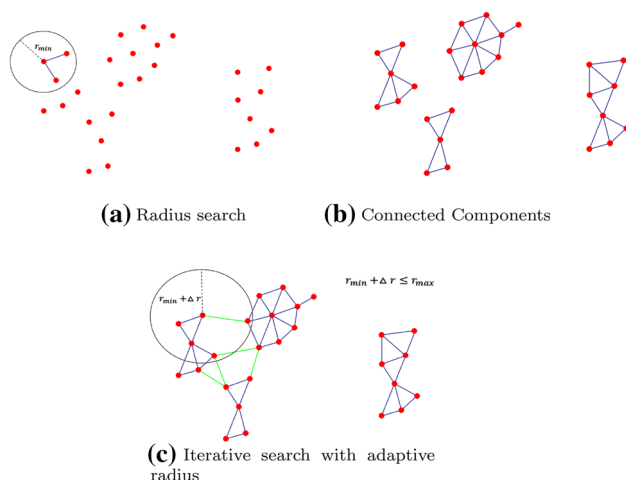 r_min
(a) Radius search
(b) Connected Components
r_min + △ r
r_min + △ r ≤ r_max
(c) Iterative search with adaptive
radius